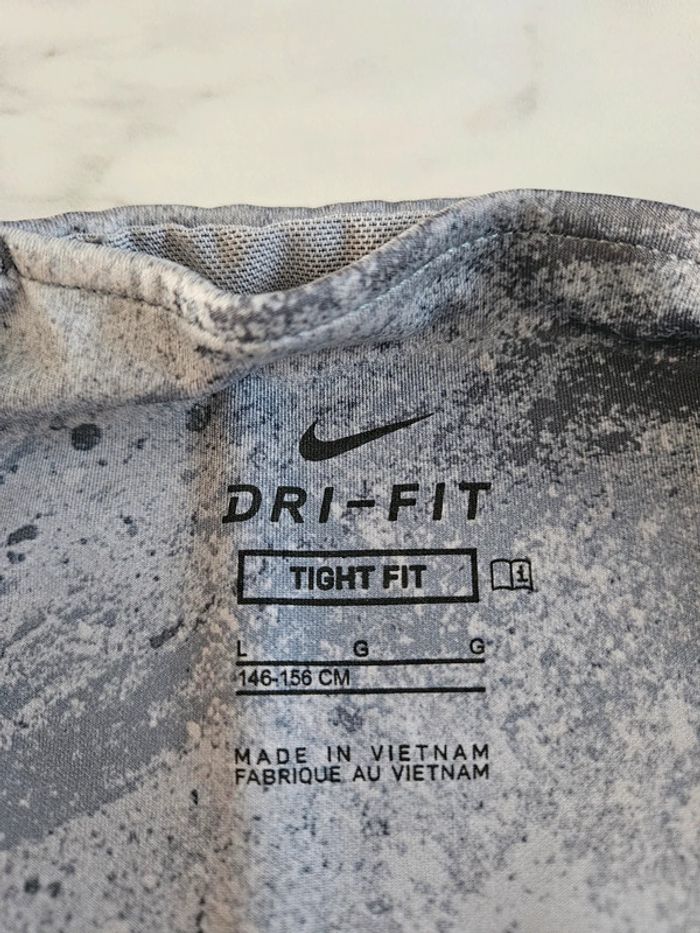 DRI-FIT
TIGHT FIT
L G G
146-156 CM
MADE IN VIETNAM
FABRIQUE AU VIETNAM